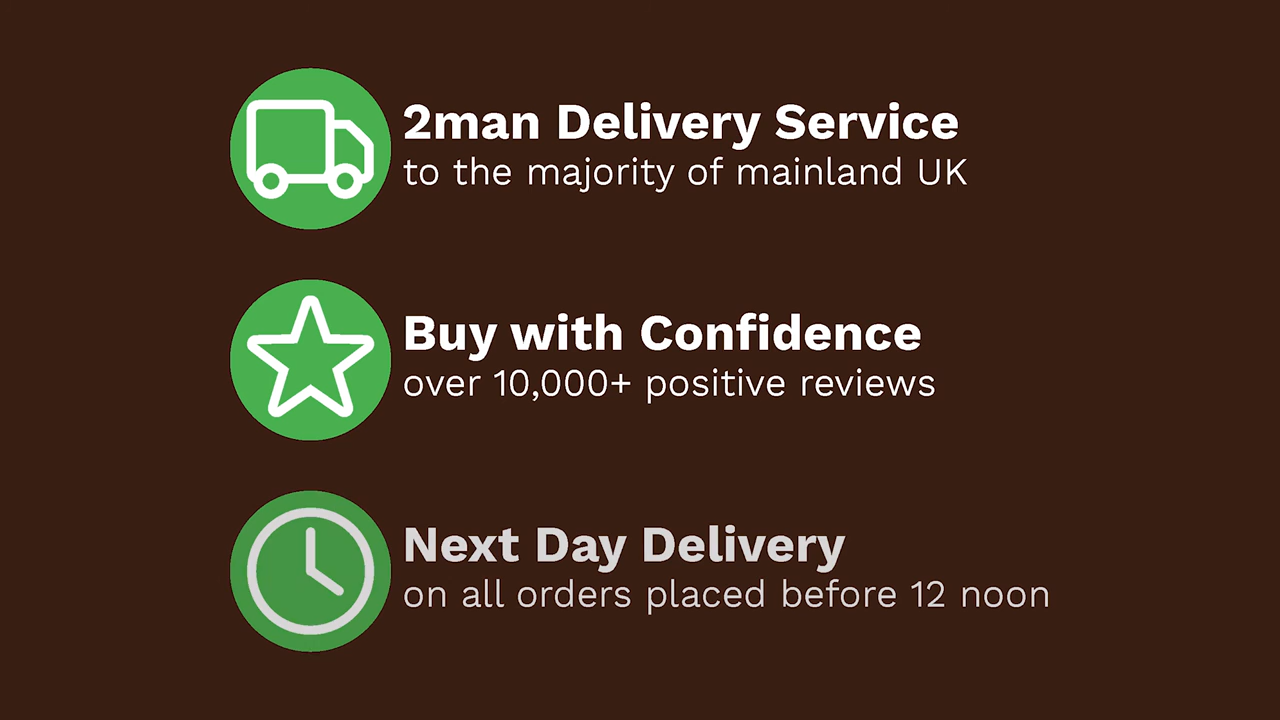 2man Delivery Service
to the majority of mainland UK
Buy with Confidence
over 10,000+ positive reviews
Next Day Delivery
on all orders placed before 12 noon